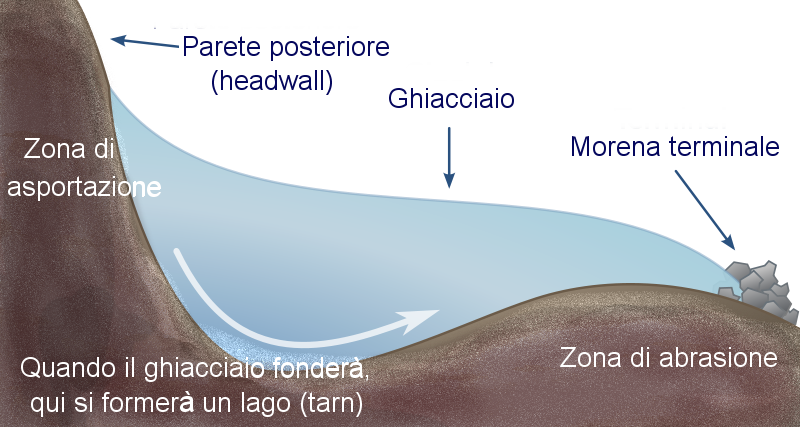 Parete posteriore
(headwall)
Ghiacciaio
Morena terminale
Zona di
asportazione
Quando il ghiacciaio fonderà,
qui si formerà un lago (tarn)
Zona di abrasione